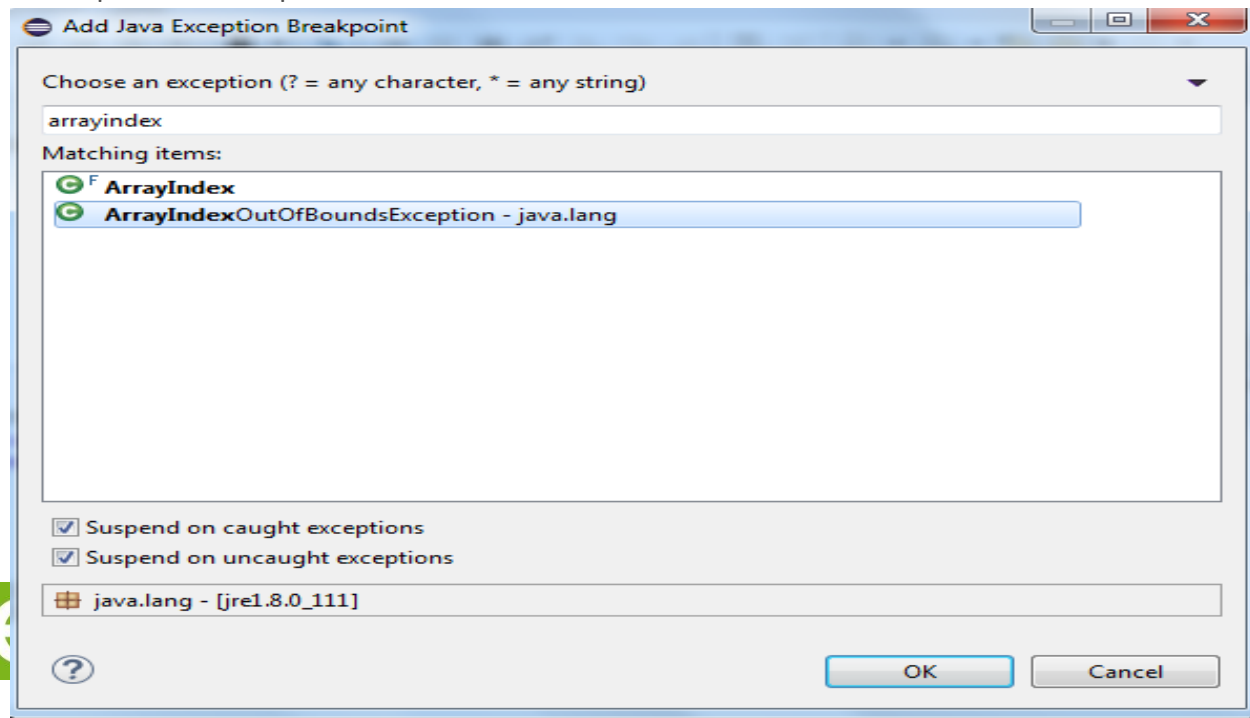 Add Java Exception Breakpoint
Choose an exception (? = any character, * = any string)
arrayindex
Matching items:
F ArrayIndex
ArrayIndexOutOfBoundsException - java.lang
Suspend on caught exceptions
Suspend on uncaught exceptions
java.lang - [jre1.8.0_111]
OK Cancel